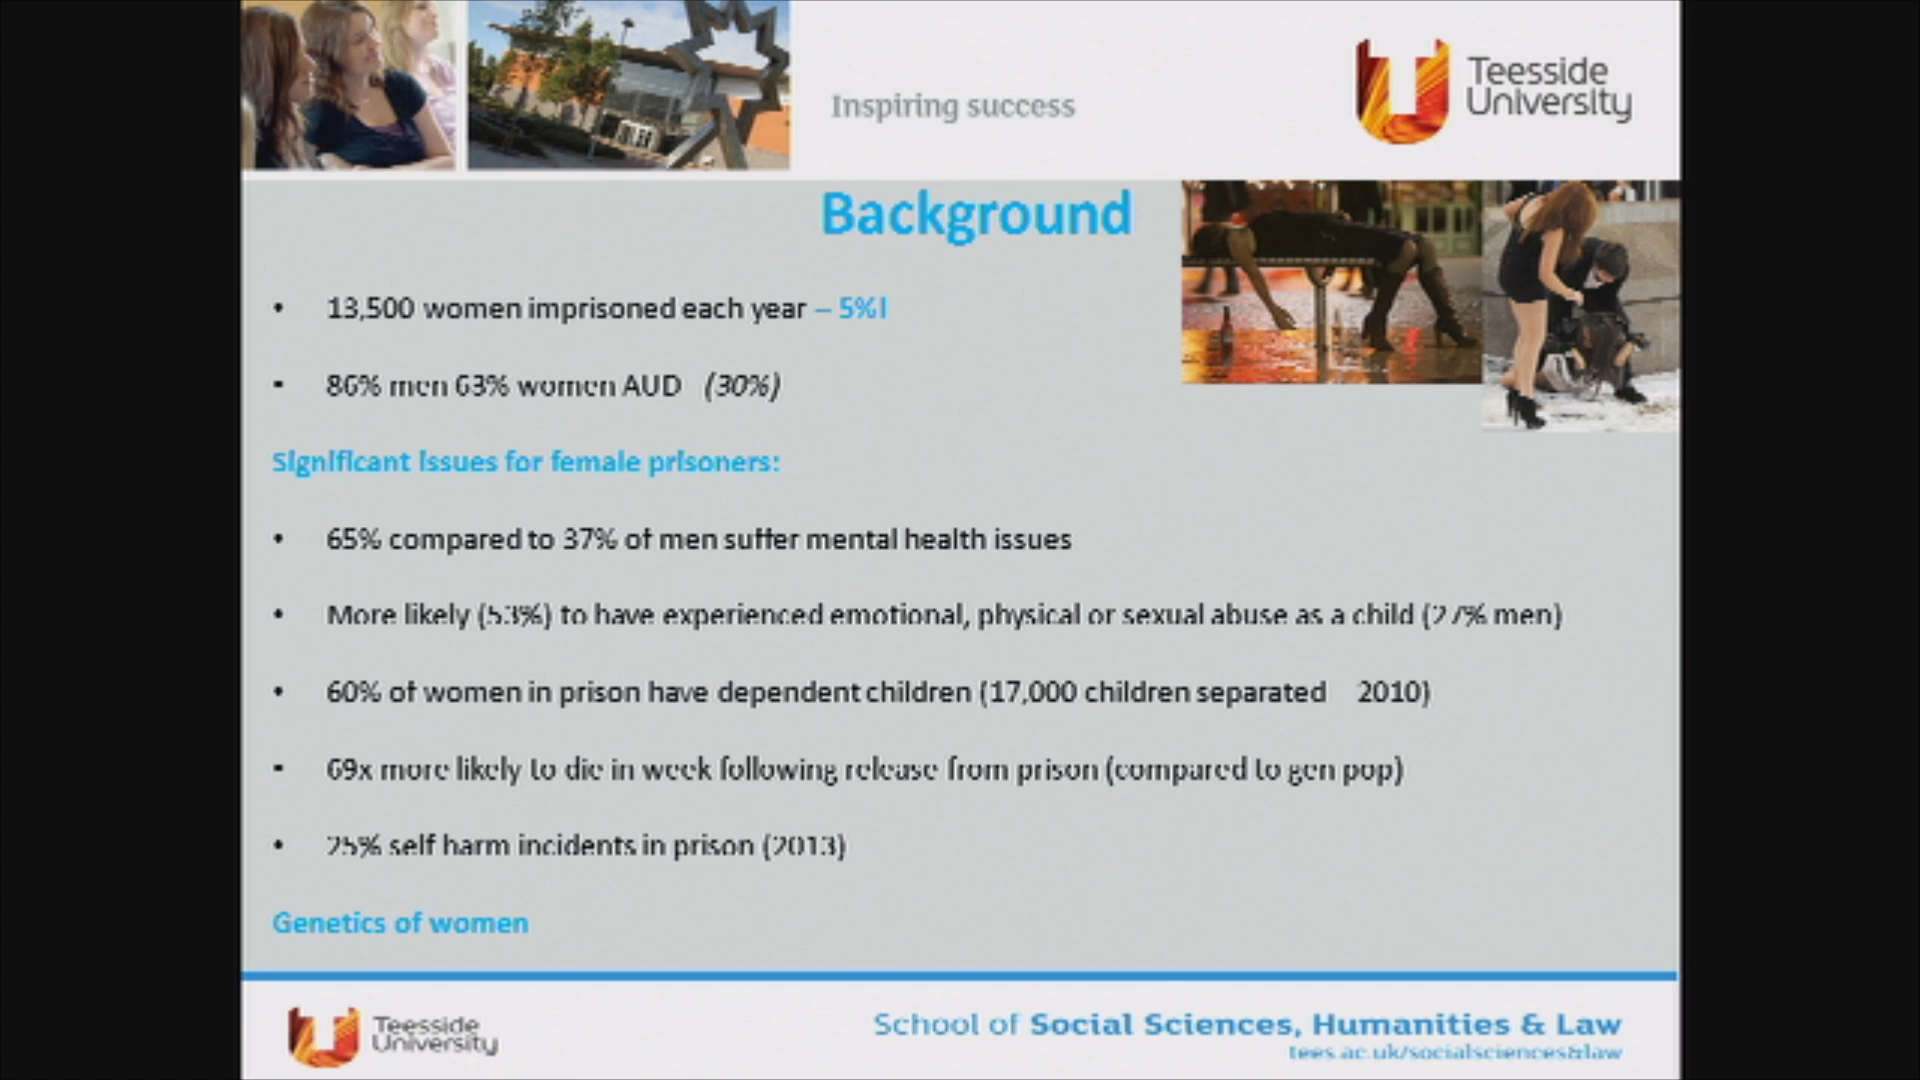 Inspiring success
Teesside
University
Background
• 13,500 women imprisoned each year – 5%!
• 86% men 63% women AUD (30%)
Significant issues for female prisoners:
• 65% compared to 37% of men suffer mental health issues
• More likely (53%) to have experienced emotional, physical or sexual abuse as a child (27% men)
• 60% of women in prison have dependent children (17,000 children separated 2010)
• 69x more likely to die in week following release from prison (compared to gen pop)
• 25% self harm incidents in prison (2013)
Genetics of women
Teesside
University
School of Social Sciences, Humanities & Law
tees.ac.uk/socialsciences&law